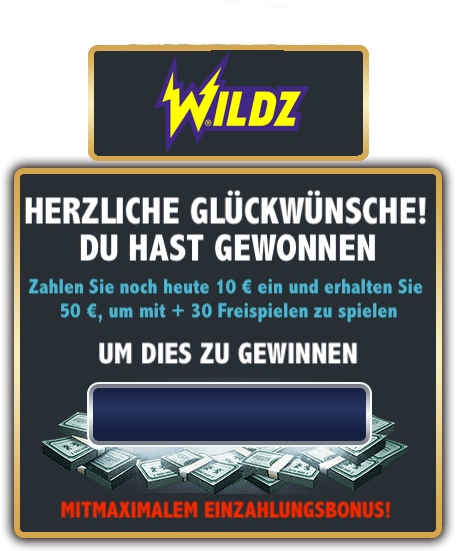 WILDZ
®
HERZLICHE GLÜCKWÜNSCHE!
DU HAST GEWONNEN
Zahlen Sie noch heute 10 € ein und erhalten Sie
50 €, um mit + 30 Freispielen zu spielen
UM DIES ZU GEWINNEN
MITMAXIMALEM EINZAHLUNGSBONUS!